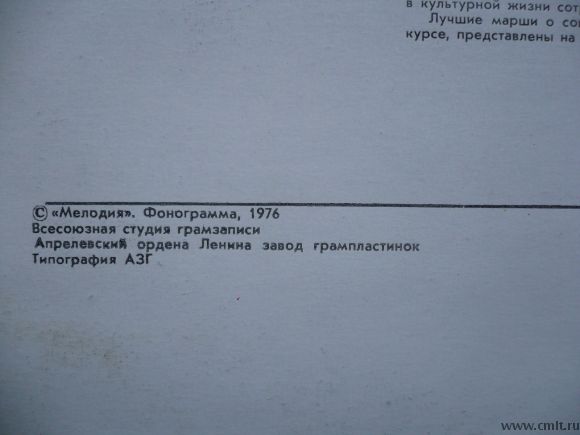 в культурной жизни сот
Лучшие марши о со
курсе, представлены на
© «Мелодия». Фонограмма, 1976
Всесоюзная студия грамзаписи
Апрелевский ордена Ленина завод грампластинок
Типография АЗГ
www.cmlt.ru